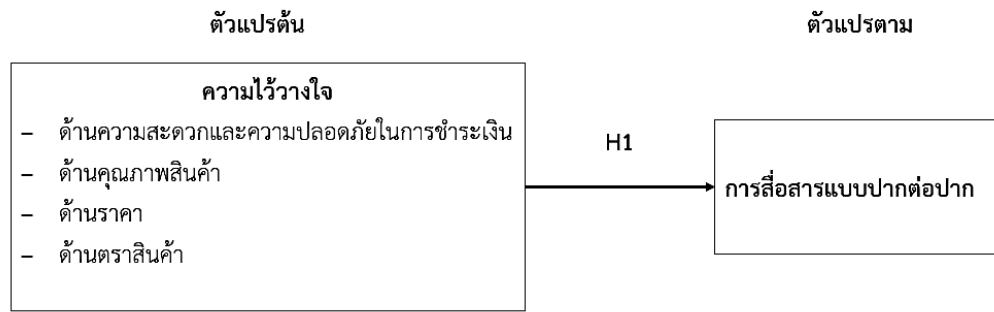 ตัวแปรต้น
ตัวแปรตาม
ความไว้วางใจ
– ด้านความสะดวกและความปลอดภัยในการชำระเงิน
– ด้านคุณภาพสินค้า
– ด้านราคา
– ด้านตราสินค้า
H1
การสื่อสารแบบปากต่อปาก